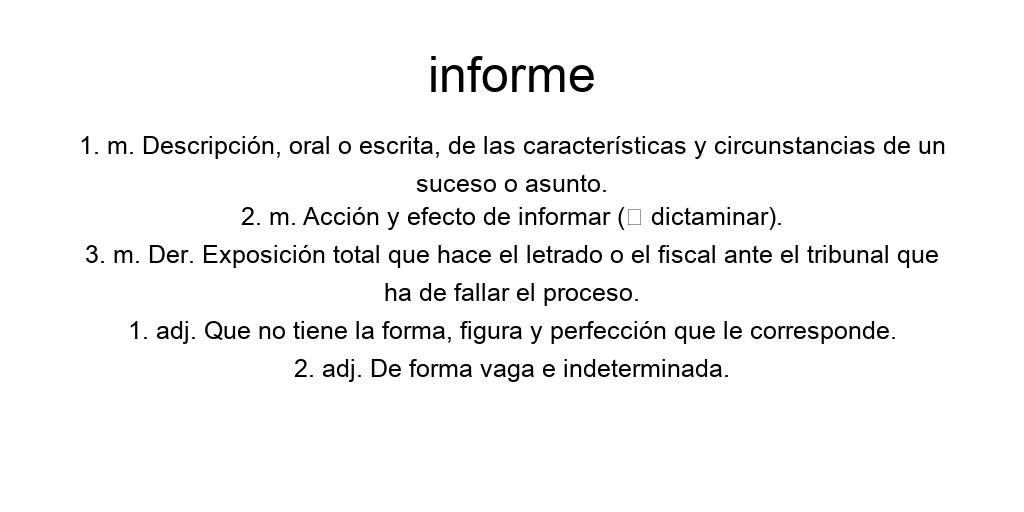 informe
1. m. Descripción, oral o escrita, de las características y circunstancias de un
suceso o asunto.
2. m. Acción y efecto de informar (□ dictaminar).
3. m. Der. Exposición total que hace el letrado o el fiscal ante el tribunal que
ha de fallar el proceso.
1. adj. Que no tiene la forma, figura y perfección que le corresponde.
2. adj. De forma vaga e indeterminada.